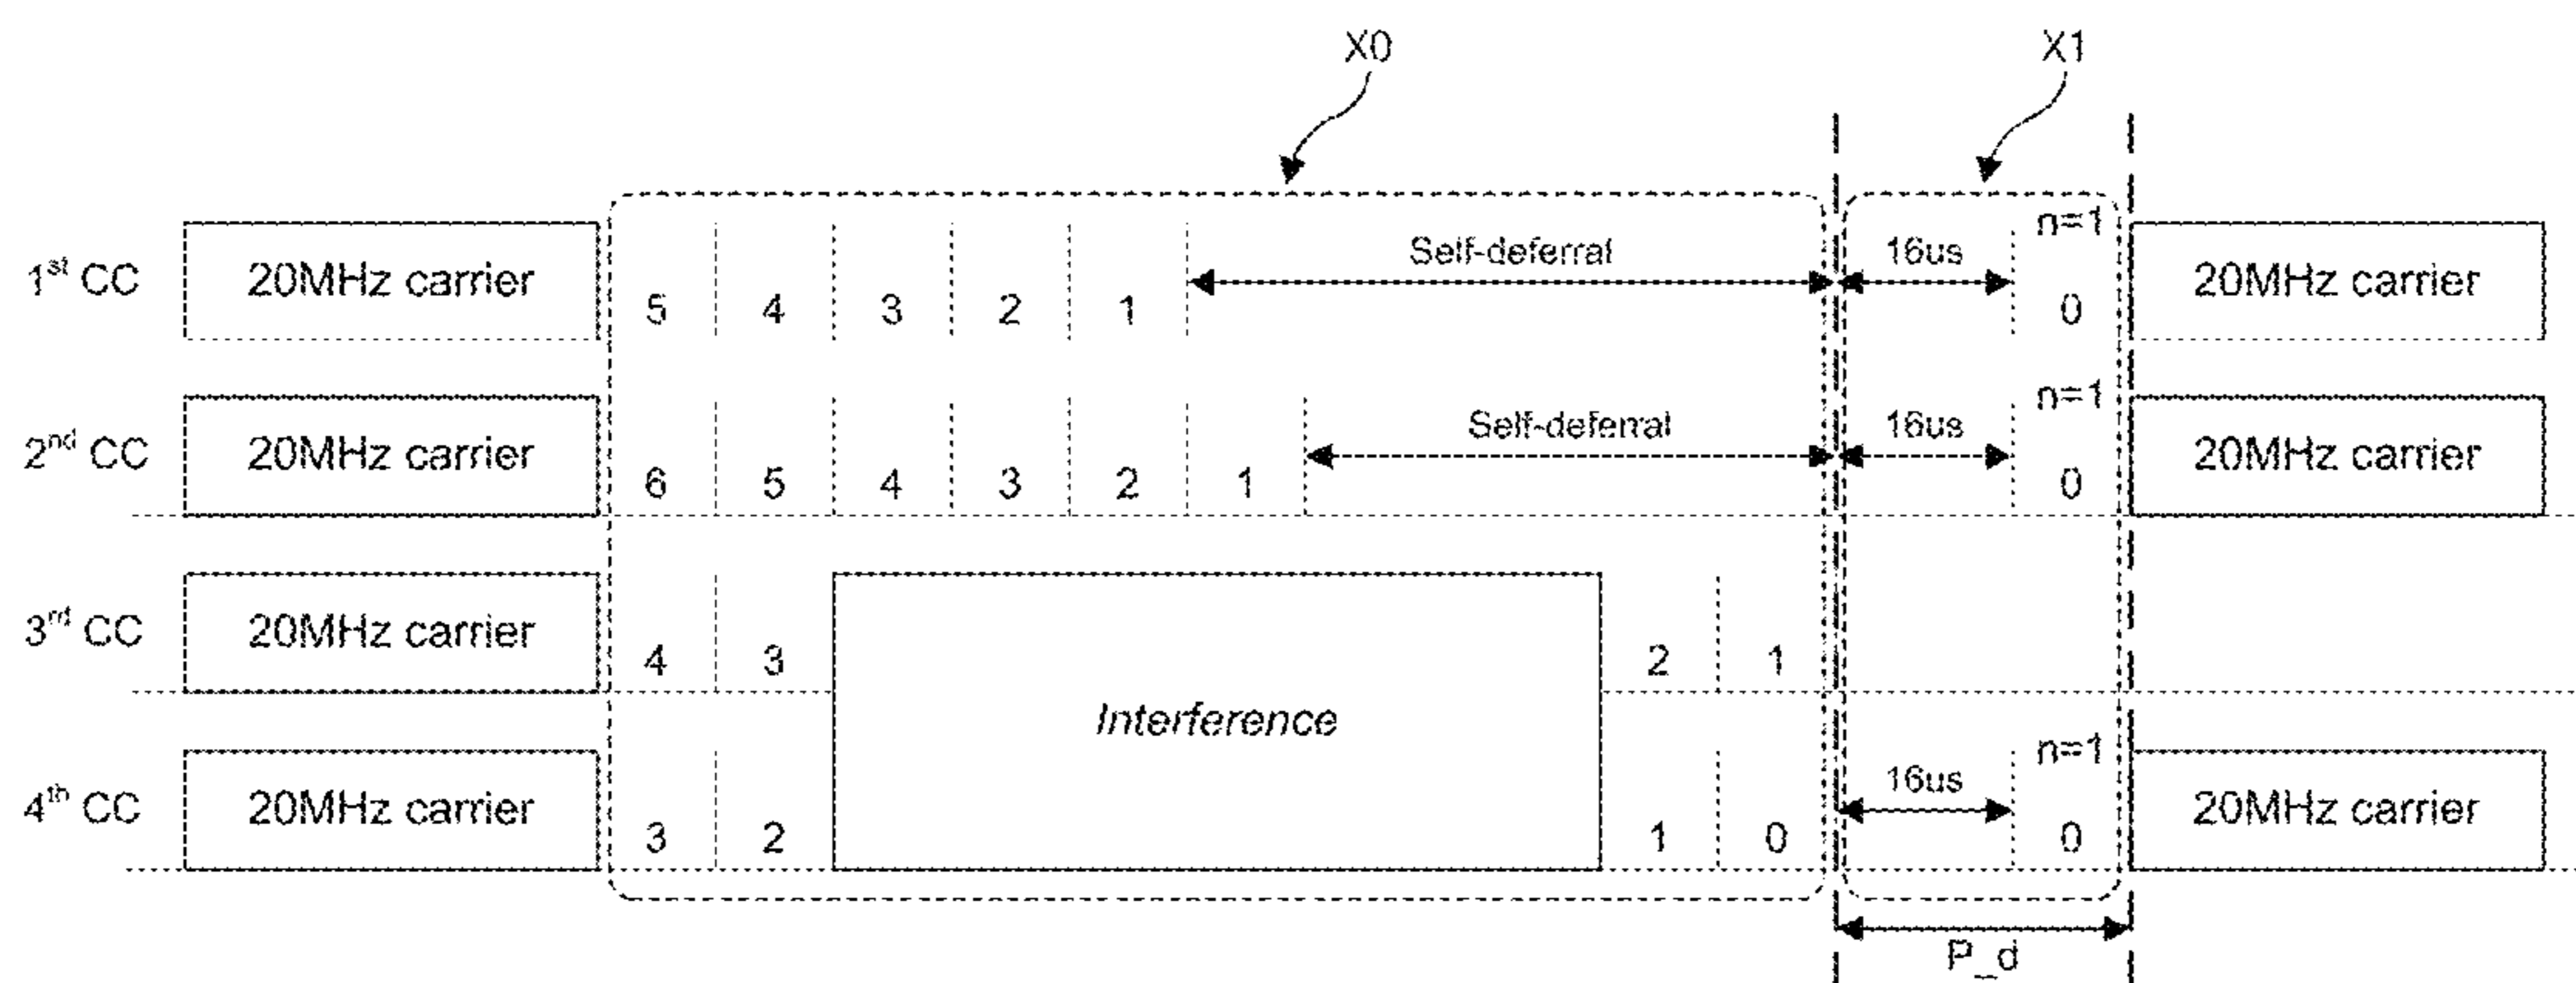 X0 X1
1st CC 20MHz carrier 5 4 3 2 1 Self-deferral 16us n=1 0 20MHz carrier
2nd CC 20MHz carrier 6 5 4 3 2 1 Self-deferral 16us n=1 0 20MHz carrier
3rd CC 20MHz carrier 4 3 2 1
Interference
4th CC 20MHz carrier 3 2 1 0 16us n=1 0 20MHz carrier
P_d